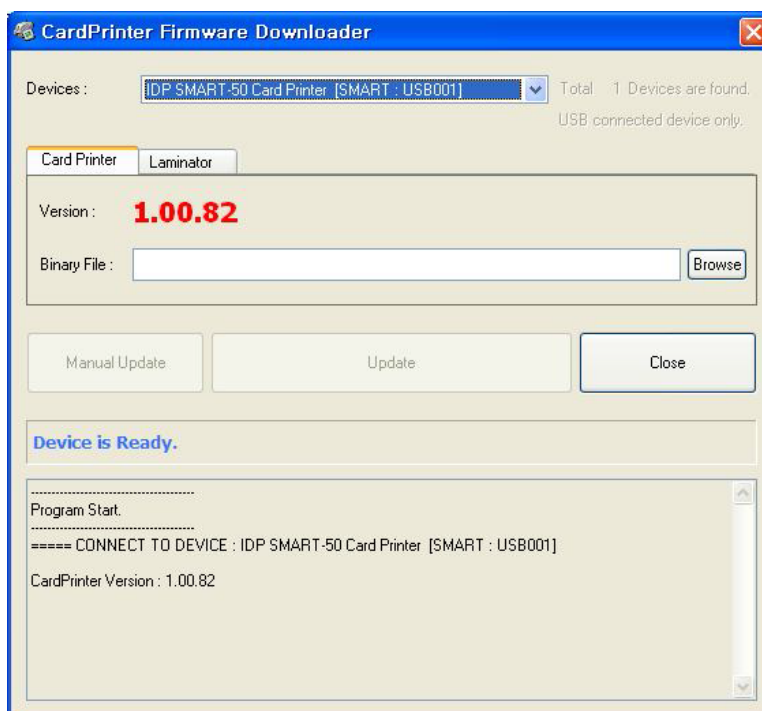 CardPrinter Firmware Downloader
Devices : IDP SMART-50 Card Printer [SMART : USB001] Total 1 Devices are found.
USB connected device only.
Card Printer Laminator
Version : 1.00.82
Binary File : Browse
Manual Update Update Close
Device is Ready.
----------------------------------------
Program Start.
----------------------------------------
===== CONNECT TO DEVICE : IDP SMART-50 Card Printer [SMART : USB001]
CardPrinter Version : 1.00.82